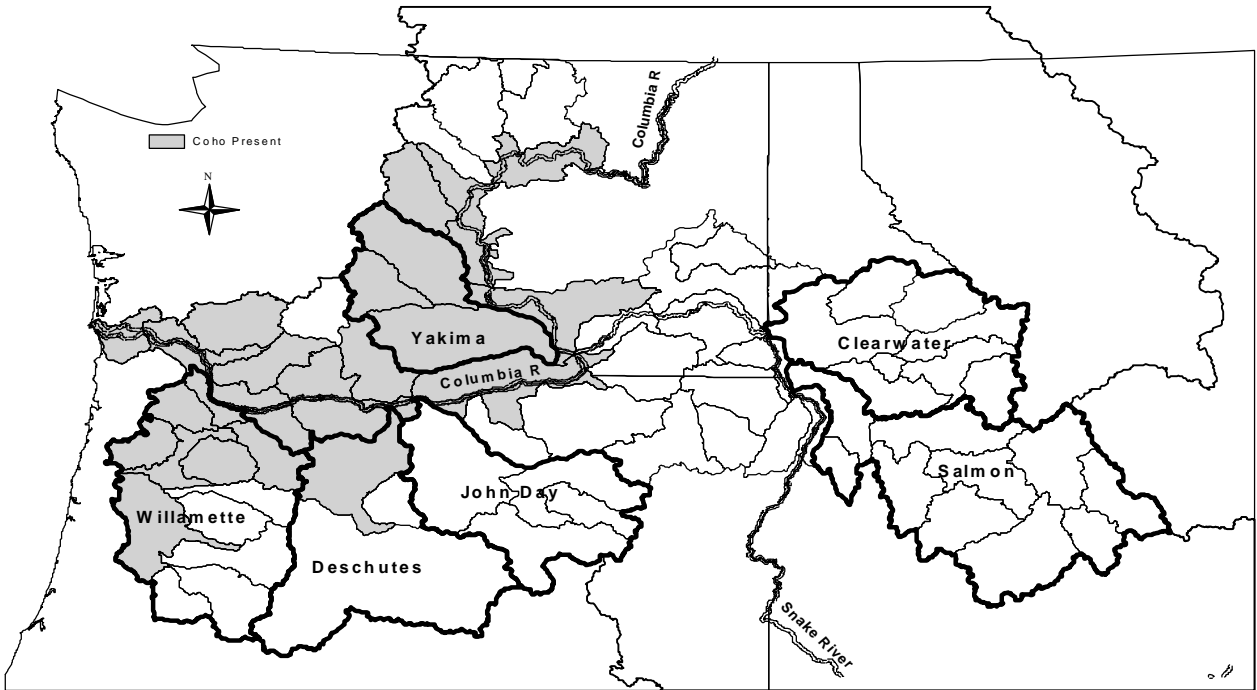 Columbia R
Coho Present
N
Yakima
Clearwater
Columbia R
Salmon
John Day
Willamette
Deschutes
Snake River